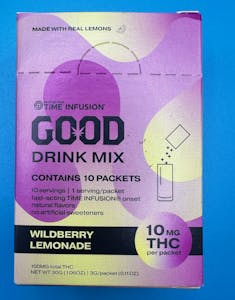 MADE WITH REAL LEMONS
TIME INFUSION®
GOOD
DRINK MIX
CONTAINS 10 PACKETS
10 servings | 1 serving/packet
fast-acting TIME INFUSION® onset
natural flavors
no artificial sweeteners
WILDBERRY
LEMONADE
10 MG
THC
per packet
100MG total THC
NET WT 30G (1.06OZ) | 3G/packet (0.11OZ)